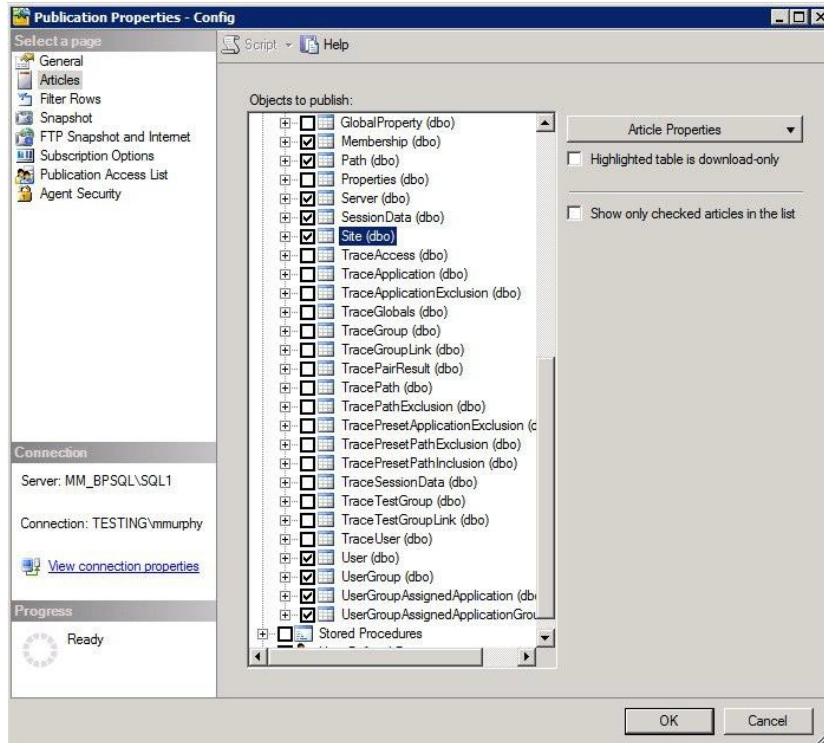 Publication Properties - Config
Select a page
General
Articles
Filter Rows
Snapshot
FTP Snapshot and Internet
Subscription Options
Publication Access List
Agent Security
Script
Help
Objects to publish:
GlobalProperty (dbo)
Membership (dbo)
Path (dbo)
Properties (dbo)
Server (dbo)
SessionData (dbo)
Site (dbo)
TraceAccess (dbo)
TraceApplication (dbo)
TraceApplicationExclusion (dbo)
TraceGlobals (dbo)
TraceGroup (dbo)
TraceGroupLink (dbo)
TracePairResult (dbo)
TracePath (dbo)
TracePathExclusion (dbo)
TracePresetApplicationExclusion (d
TracePresetPathExclusion (dbo)
TracePresetPathInclusion (dbo)
TraceSessionData (dbo)
TraceTestGroup (dbo)
TraceTestGroupLink (dbo)
TraceUser (dbo)
User (dbo)
UserGroup (dbo)
UserGroupAssignedApplication (dbo
UserGroupAssignedApplicationGrou
Stored Procedures
Article Properties
Highlighted table is download-only
Show only checked articles in the list
Connection
Server: MM_BPSQL\SQL1
Connection: TESTING\mmurphy
View connection properties
Progress
Ready
OK
Cancel